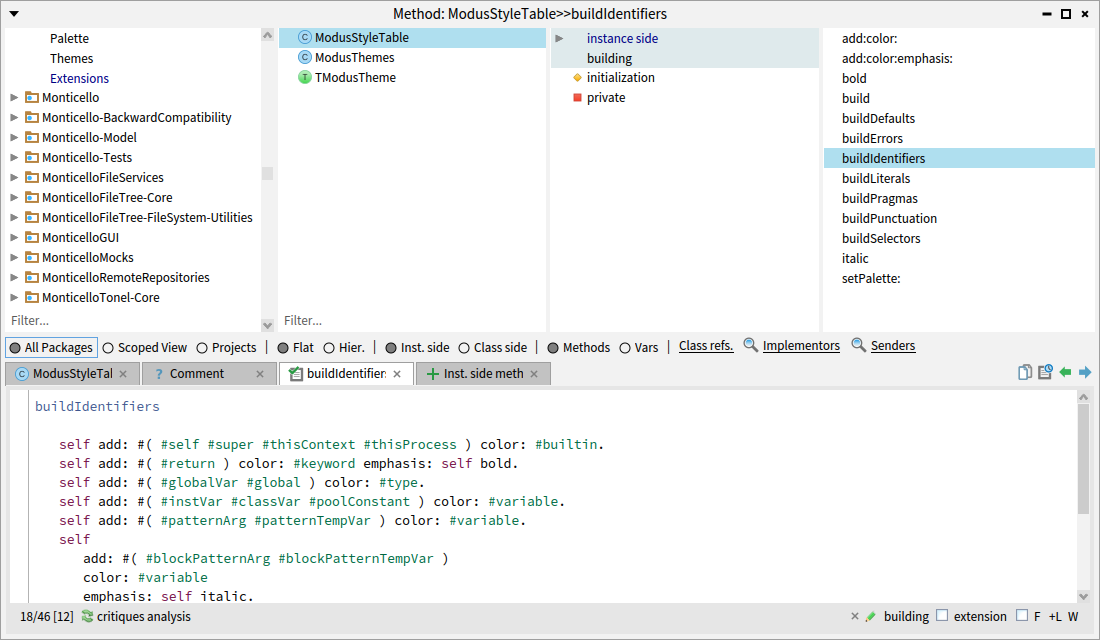 Method: ModusStyleTable>>buildIdentifiers
Palette
Themes
Extensions
Monticello
Monticello-BackwardCompatibility
Monticello-Model
Monticello-Tests
MonticelloFileServices
MonticelloFileTree-Core
MonticelloFileTree-FileSystem-Utilities
MonticelloGUI
MonticelloMocks
MonticelloRemoteRepositories
MonticelloTonel-Core
Filter...
C ModusStyleTable
C ModusThemes
T TModusTheme
Filter...
instance side
building
initialization
private
add:color:
add:color:emphasis:
bold
build
buildDefaults
buildErrors
buildIdentifiers
buildLiterals
buildPragmas
buildPunctuation
buildSelectors
italic
setPalette:
All Packages Scoped View Projects | Flat Hier. | Inst. side Class side | Methods Vars | Class refs. Implementors Senders
C ModusStyleTal × ? Comment × buildIdentifier × Inst. side meth ×
buildIdentifiers
self add: #( #self #super #thisContext #thisProcess ) color: #builtin.
self add: #( #return ) color: #keyword emphasis: self bold.
self add: #( #globalVar #global ) color: #type.
self add: #( #instVar #classVar #poolConstant ) color: #variable.
self add: #( #patternArg #patternTempVar ) color: #variable.
self
add: #( #blockPatternArg #blockPatternTempVar )
color: #variable
emphasis: self italic.
18/46 [12] critiques analysis × building extension F +L W